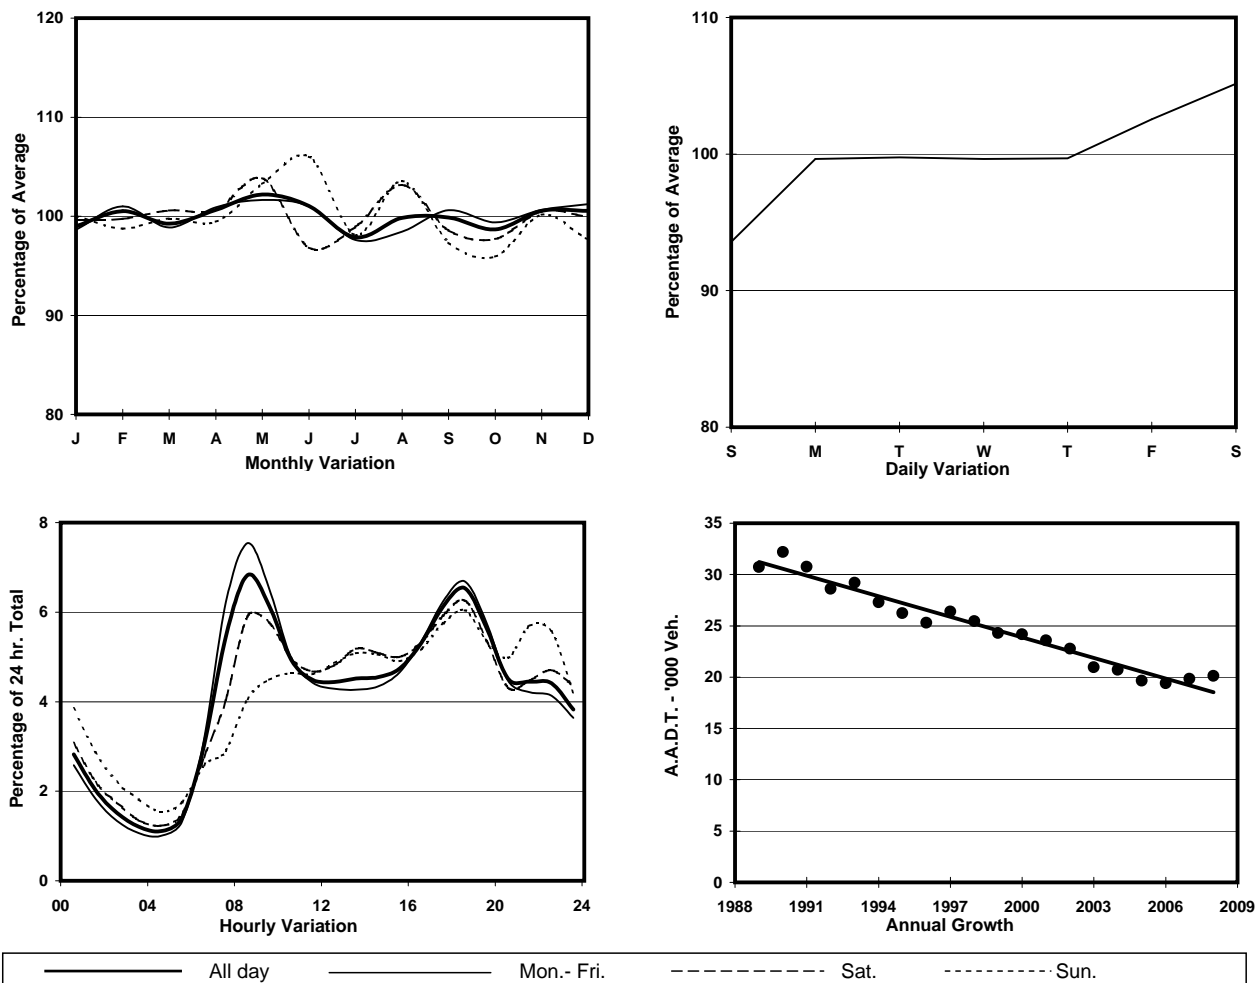 120
110
100
90
80
Percentage of Average
J F M A M J J A S O N D
Monthly Variation
110
100
90
80
Percentage of Average
S M T W T F S
Daily Variation
8
6
4
2
0
Percentage of 24 hr. Total
00 04 08 12 16 20 24
Hourly Variation
35
30
25
20
15
10
5
0
A.A.D.T. - '000 Veh.
1988 1991 1994 1997 2000 2003 2006 2009
Annual Growth
All day Mon.- Fri. Sat. Sun.